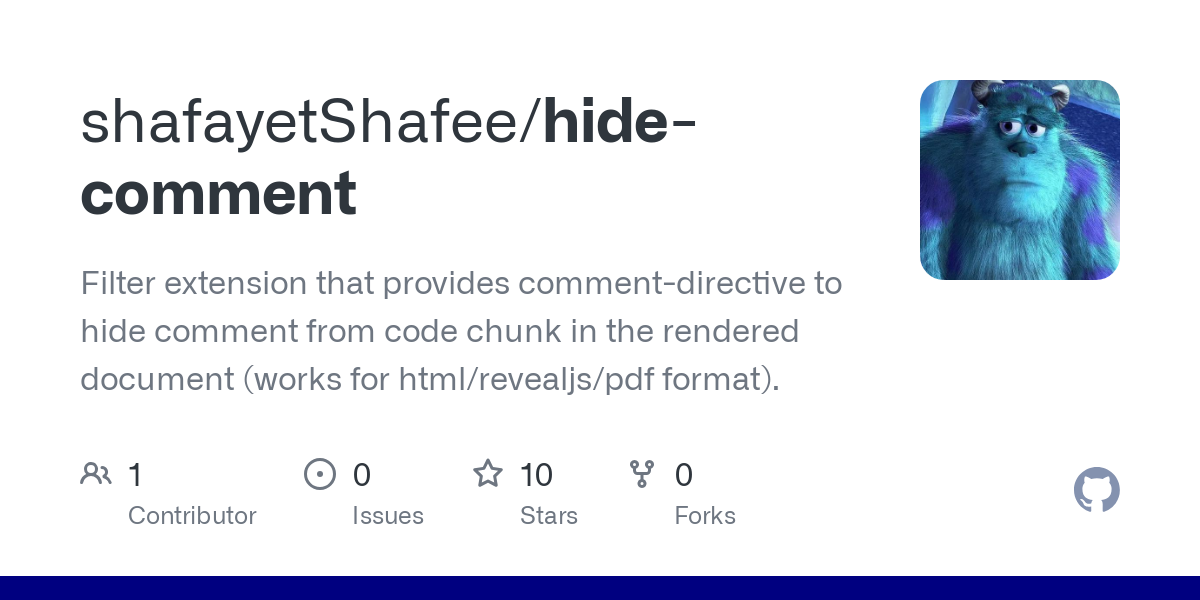 shafayetShafee/hide-
comment
Filter extension that provides comment-directive to
hide comment from code chunk in the rendered
document (works for html/revealjs/pdf format).
1 0 10 0
Contributor Issues Stars Forks